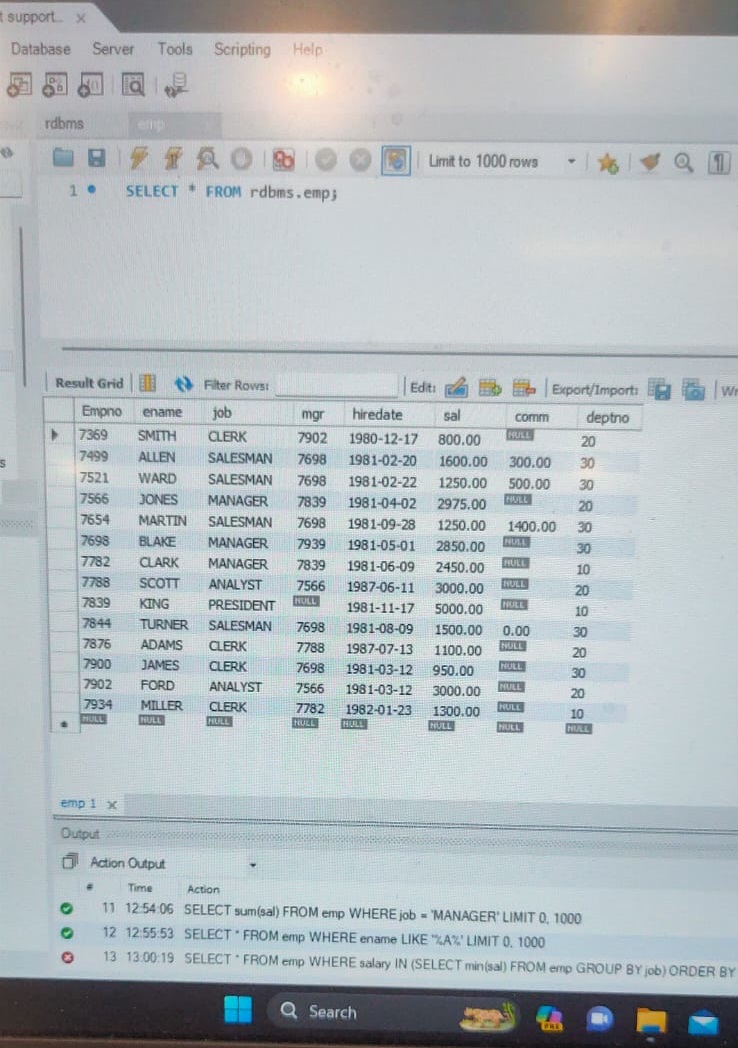 t support...
Database Server Tools Scripting Help
rdbms emp
Limit to 1000 rows
1 SELECT * FROM rdbms.emp;
Result Grid Filter Rows: Edit: Export/Import: Wr
Empno ename job mgr hiredate sal comm deptno
7369 SMITH CLERK 7902 1980-12-17 800.00 NULL 20
7499 ALLEN SALESMAN 7698 1981-02-20 1600.00 300.00 30
7521 WARD SALESMAN 7698 1981-02-22 1250.00 500.00 30
7566 JONES MANAGER 7839 1981-04-02 2975.00 NULL 20
7654 MARTIN SALESMAN 7698 1981-09-28 1250.00 1400.00 30
7698 BLAKE MANAGER 7939 1981-05-01 2850.00 NULL 30
7782 CLARK MANAGER 7839 1981-06-09 2450.00 NULL 10
7788 SCOTT ANALYST 7566 1987-06-11 3000.00 NULL 20
7839 KING PRESIDENT NULL 1981-11-17 5000.00 NULL 10
7844 TURNER SALESMAN 7698 1981-08-09 1500.00 0.00 30
7876 ADAMS CLERK 7788 1987-07-13 1100.00 NULL 20
7900 JAMES CLERK 7698 1981-03-12 950.00 NULL 30
7902 FORD ANALYST 7566 1981-03-12 3000.00 NULL 20
7934 MILLER CLERK 7782 1982-01-23 1300.00 NULL 10
NULL NULL NULL NULL NULL NULL NULL NULL
emp 1
Output
Action Output
# Time Action
11 12:54:06 SELECT sum(sal) FROM emp WHERE job = 'MANAGER' LIMIT 0, 1000
12 12:55:53 SELECT * FROM emp WHERE ename LIKE '%A%' LIMIT 0, 1000
13 13:00:19 SELECT * FROM emp WHERE salary IN (SELECT min(sal) FROM emp GROUP BY job) ORDER BY
Search